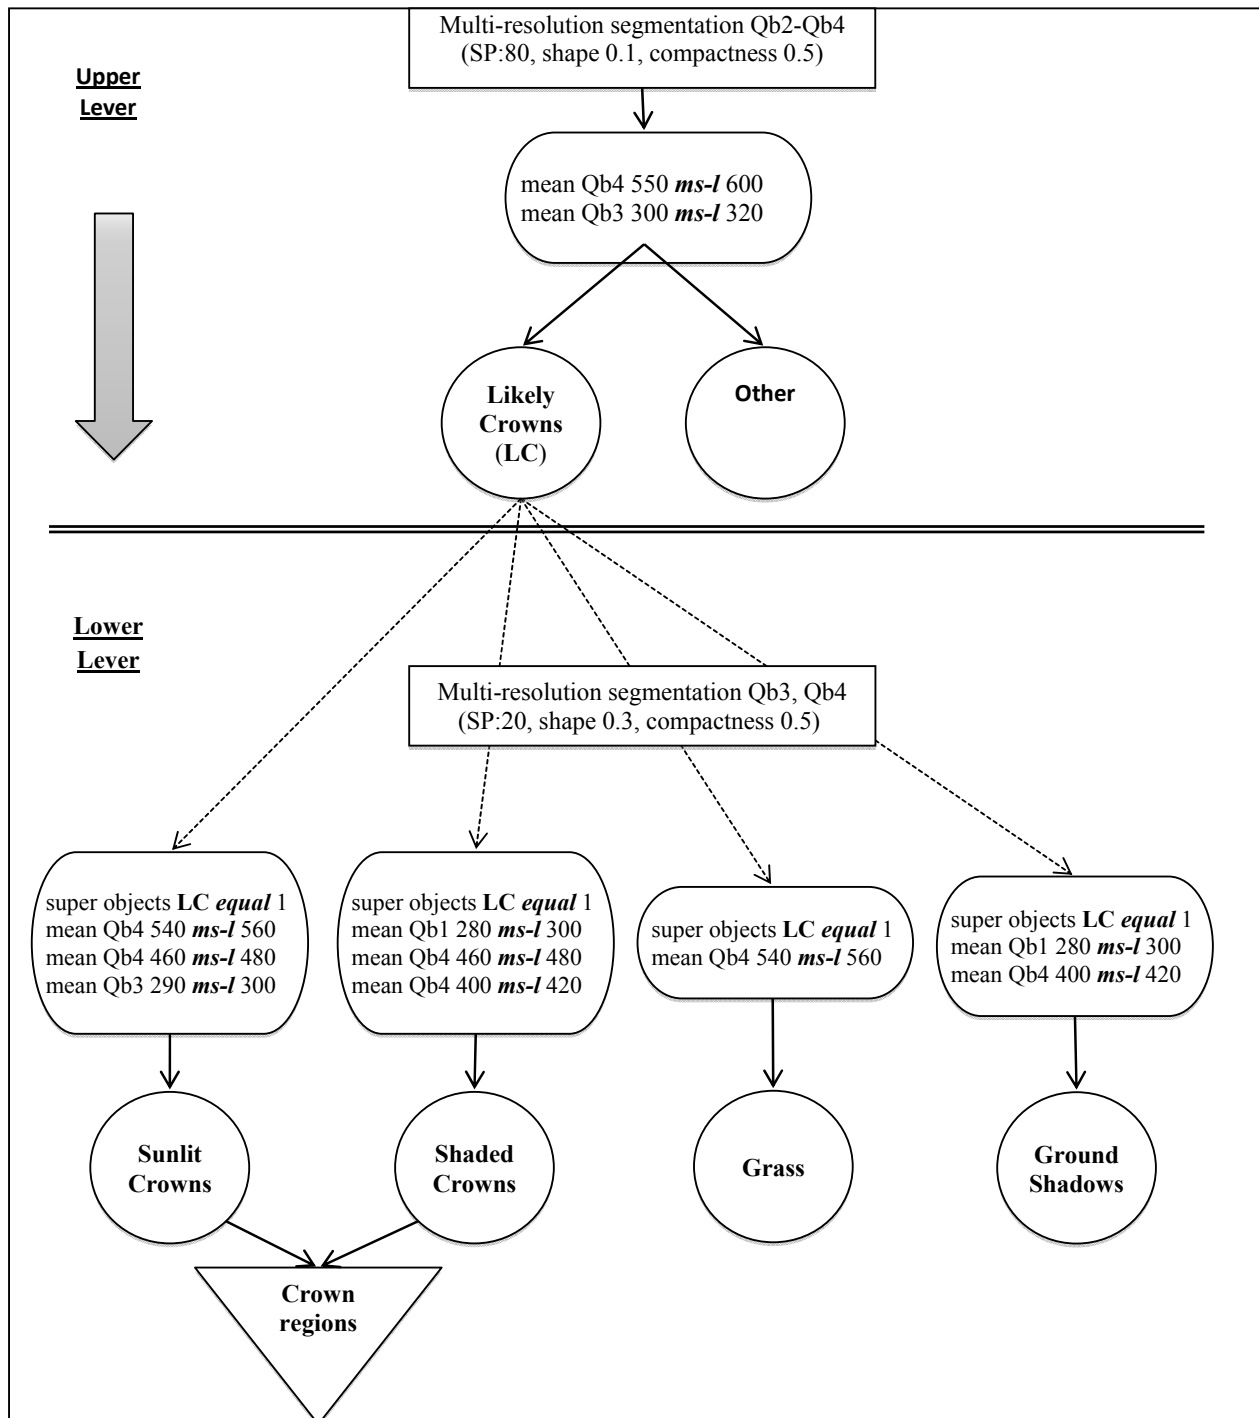 Multi-resolution segmentation Qb2-Qb4
(SP:80, shape 0.1, compactness 0.5)
Upper
Lever
mean Qb4 550 ms-l 600
mean Qb3 300 ms-l 320
Likely
Crowns
(LC)
Other
Lower
Lever
Multi-resolution segmentation Qb3, Qb4
(SP:20, shape 0.3, compactness 0.5)
super objects LC equal 1
mean Qb4 540 ms-l 560
mean Qb4 460 ms-l 480
mean Qb3 290 ms-l 300
super objects LC equal 1
mean Qb1 280 ms-l 300
mean Qb4 460 ms-l 480
mean Qb4 400 ms-l 420
super objects LC equal 1
mean Qb4 540 ms-l 560
super objects LC equal 1
mean Qb1 280 ms-l 300
mean Qb4 400 ms-l 420
Sunlit
Crowns
Shaded
Crowns
Grass
Ground
Shadows
Crown
regions